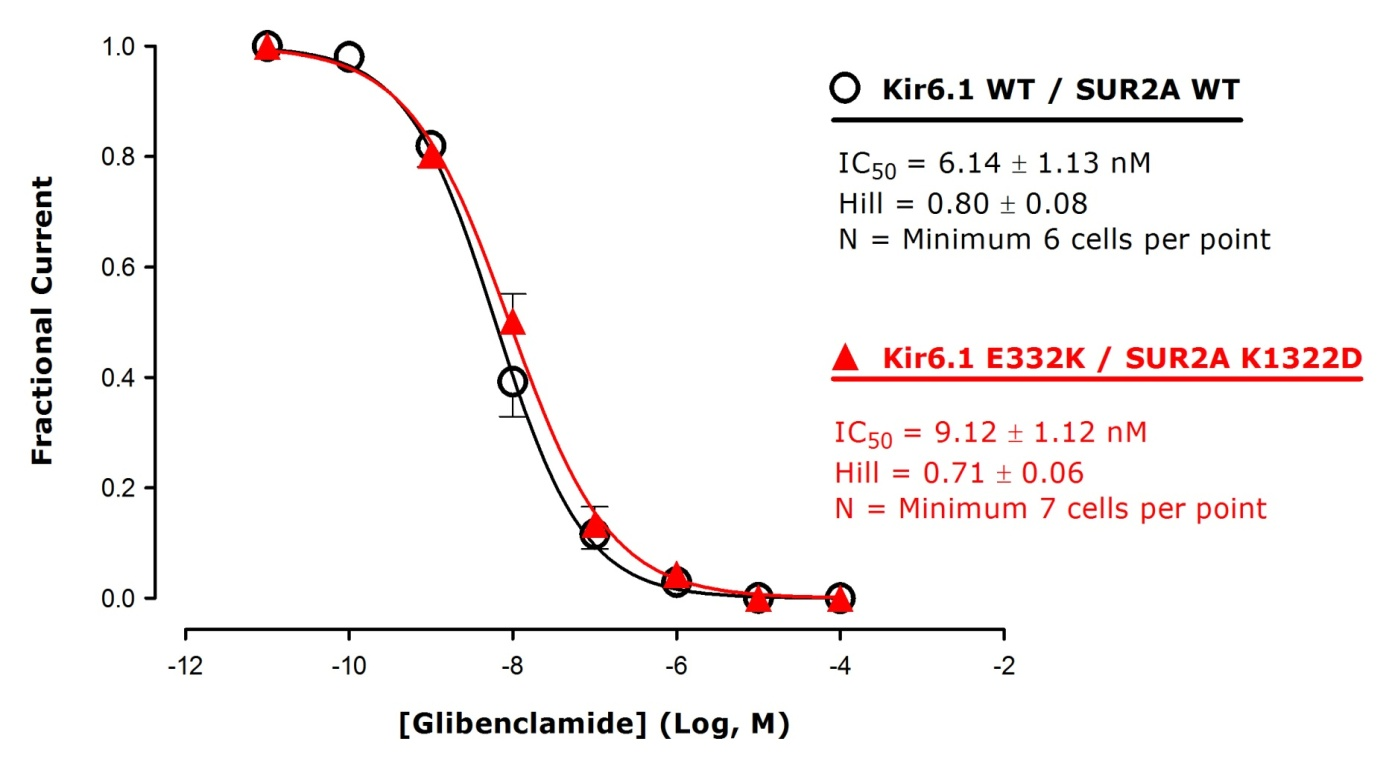 1.0
0.8
0.6
0.4
0.2
0.0
Fractional Current
-12 -10 -8 -6 -4 -2
[Glibenclamide] (Log, M)
Kir6.1 WT / SUR2A WT
IC50 = 6.14 ± 1.13 nM
Hill = 0.80 ± 0.08
N = Minimum 6 cells per point
Kir6.1 E332K / SUR2A K1322D
IC50 = 9.12 ± 1.12 nM
Hill = 0.71 ± 0.06
N = Minimum 7 cells per point